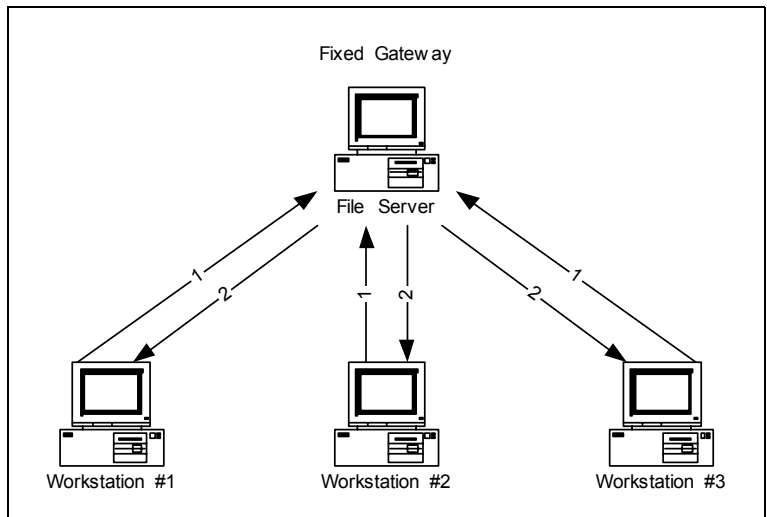 Fixed Gateway
File Server
1
2
1
2
2
1
Workstation #1
Workstation #2
Workstation #3